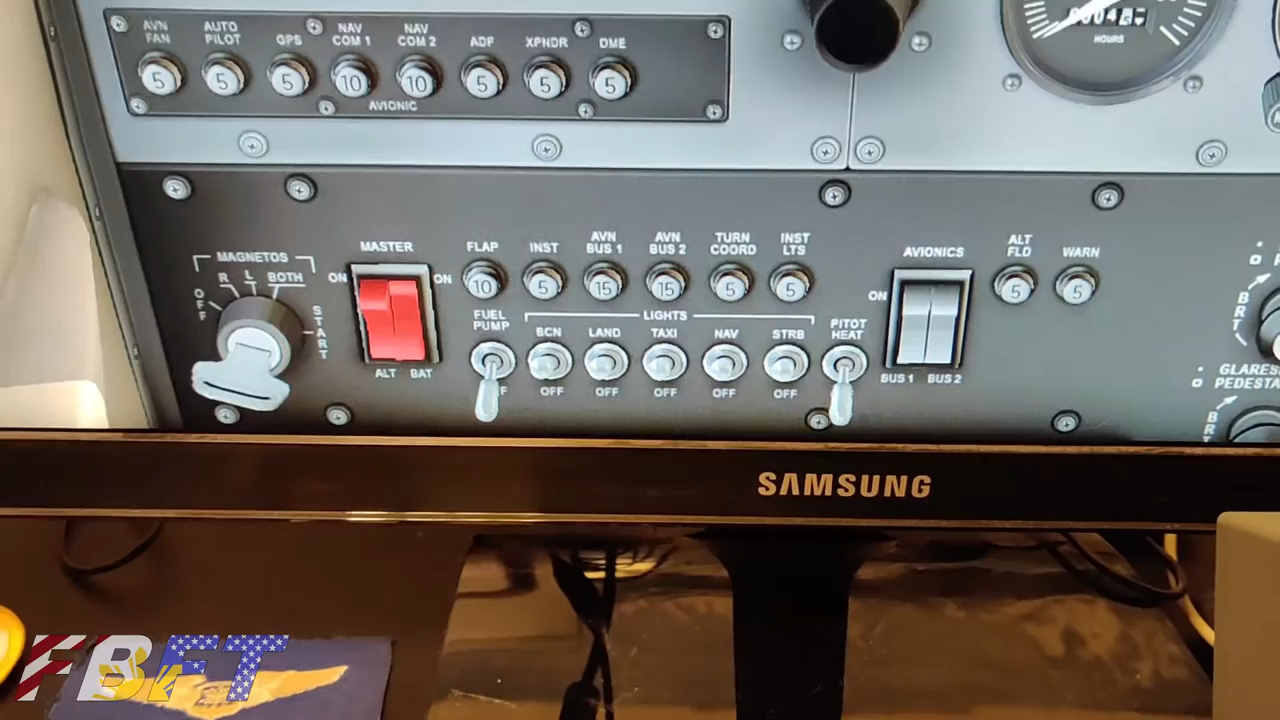 AVN FAN
AUTO PILOT
GPS
NAV COM 1
NAV COM 2
ADF
XPNDR
DME
5 5 5 10 10 5 5 5
AVIONIC
HOURS
MAGNETOS
OFF R L BOTH START
MASTER
ON ON
ALT BAT
FLAP
INST
AVN BUS 1
AVN BUS 2
TURN COORD
INST LTS
10 5 15 15 5 5
FUEL PUMP
LIGHTS
BCN
LAND
TAXI
NAV
STRB
PITOT HEAT
OFF OFF OFF OFF OFF
AVIONICS
ON
BUS 1 BUS 2
ALT FLD
WARN
5 5
BRT
GLARES
PEDESTA
BRT
SAMSUNG
FBFT